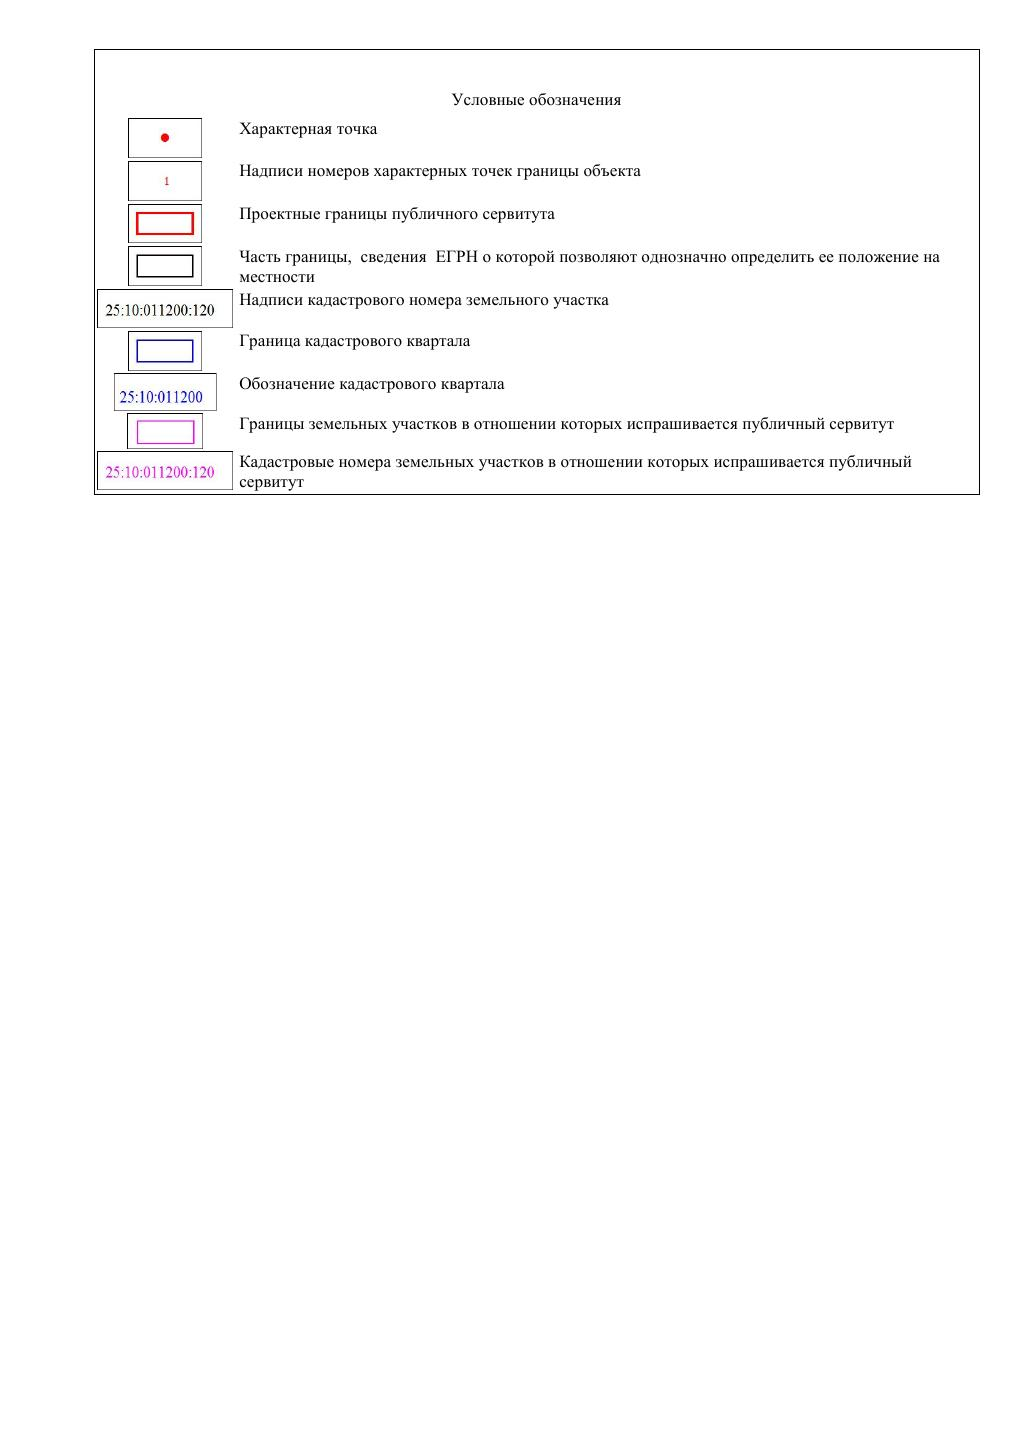 Условные обозначения
Характерная точка
1
Надписи номеров характерных точек границы объекта
Проектные границы публичного сервитута
Часть границы, сведения ЕГРН о которой позволяют однозначно определить ее положение на
местности
25:10:011200:120
Надписи кадастрового номера земельного участка
Граница кадастрового квартала
25:10:011200
Обозначение кадастрового квартала
Границы земельных участков в отношении которых испрашивается публичный сервитут
25:10:011200:120
Кадастровые номера земельных участков в отношении которых испрашивается публичный
сервитут